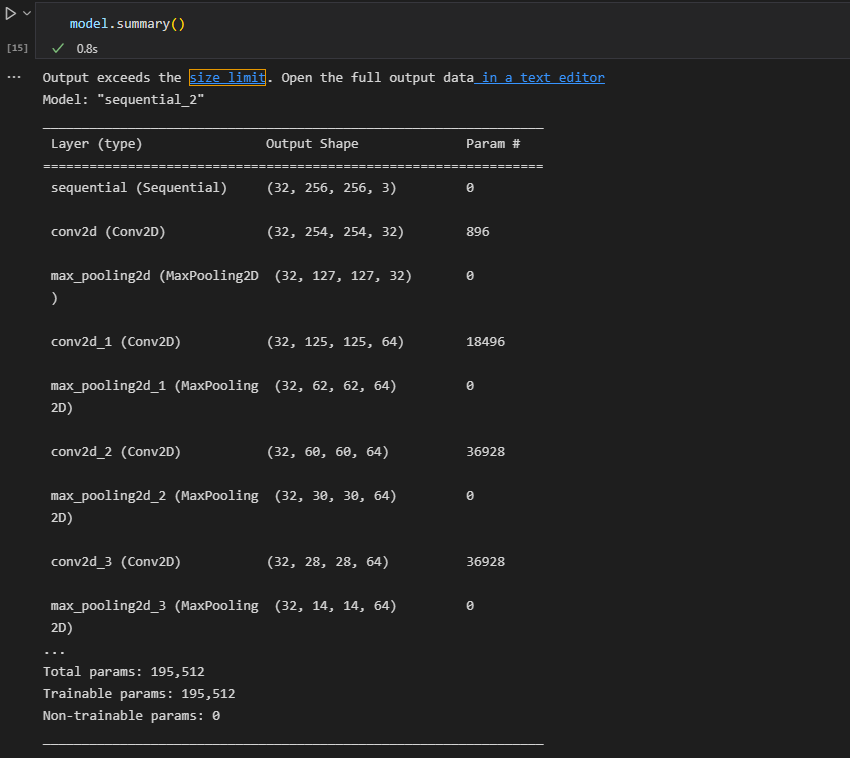 model.summary()
[15]
0.8s
... Output exceeds the size limit. Open the full output data in a text editor
Model: "sequential_2"
_________________________________________________________________
Layer (type) Output Shape Param #
=================================================================
sequential (Sequential) (32, 256, 256, 3) 0
conv2d (Conv2D) (32, 254, 254, 32) 896
max_pooling2d (MaxPooling2D (32, 127, 127, 32) 0
)
conv2d_1 (Conv2D) (32, 125, 125, 64) 18496
max_pooling2d_1 (MaxPooling (32, 62, 62, 64) 0
2D)
conv2d_2 (Conv2D) (32, 60, 60, 64) 36928
max_pooling2d_2 (MaxPooling (32, 30, 30, 64) 0
2D)
conv2d_3 (Conv2D) (32, 28, 28, 64) 36928
max_pooling2d_3 (MaxPooling (32, 14, 14, 64) 0
2D)
...
Total params: 195,512
Trainable params: 195,512
Non-trainable params: 0
_________________________________________________________________